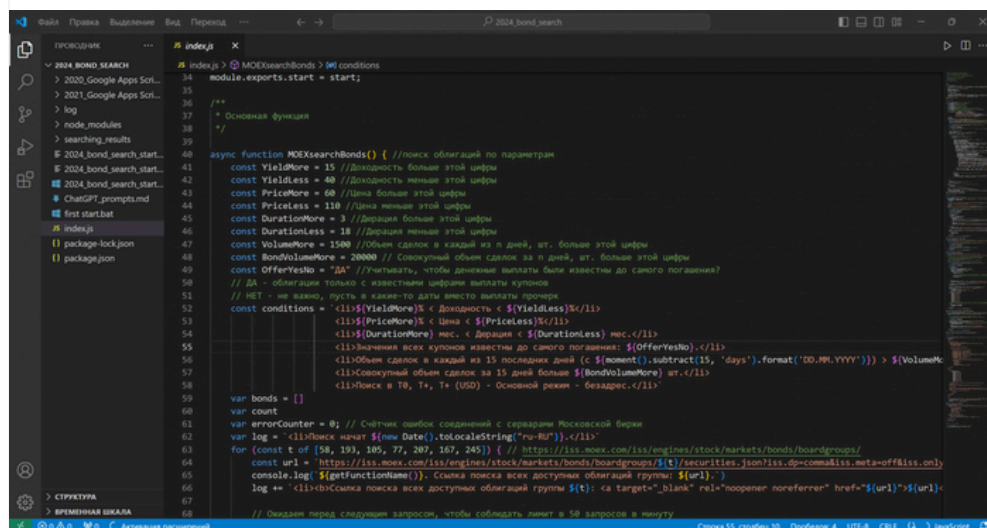 Файл Правка Выделение Вид Переход ··· ← → 2024_bond_search
ПРОВОДНИК ···
2024_BOND_SEARCH
2020_Google Apps Scri...
2021_Google Apps Scri...
log
node_modules
searching_results
2024_bond_search_start...
2024_bond_search_start...
2024_bond_search_start...
ChatGPT_prompts.md
first start.bat
JS index.js
{} package-lock.json
{} package.json
СТРУКТУРА
ВРЕМЕННАЯ ШКАЛА
JS index.js ×
JS index.js > MOEXsearchBonds > conditions
34 module.exports.start = start;
35
36 /**
37 * Основная функция
38 */
39
40 async function MOEXsearchBonds() { //поиск облигаций по параметрам
41 const YieldMore = 15 //Доходность больше этой цифры
42 const YieldLess = 40 //Доходность меньше этой цифры
43 const PriceMore = 60 //Цена больше этой цифры
44 const PriceLess = 110 //Цена меньше этой цифры
45 const DurationMore = 3 //Дюрация больше этой цифры
46 const DurationLess = 18 //Дюрация меньше этой цифры
47 const VolumeMore = 1500 //Объем сделок в каждый из n дней, шт. больше этой цифры
48 const BondVolumeMore = 20000 // Совокупный объем сделок за n дней, шт. больше этой цифры
49 const OfferYesNo = "ДА" //Учитывать, чтобы денежные выплаты были известны до самого погашения?
50 // ДА - облигации только с известными цифрами выплаты купонов
51 // НЕТ - не важно, пусть в какие-то даты вместо выплаты прочерк
52 const conditions = `<li>${YieldMore}% < Доходность < ${YieldLess}%</li>
53 <li>${PriceMore}% < Цена < ${PriceLess}%</li>
54 <li>${DurationMore} мес. < Дюрация < ${DurationLess} мес.</li>
55 <li>Значения всех купонов известны до самого погашения: ${OfferYesNo}.</li>
56 <li>Объем сделок в каждый из 15 последних дней (с ${moment().subtract(15, 'days').format('DD.MM.YYYY')}) > ${VolumeMo
57 <li>Совокупный объем сделок за 15 дней больше ${BondVolumeMore} шт.</li>
58 <li>Поиск в T0, T+, T+ (USD) - Основной режим - безадрес.</li>`
59 var bonds = []
60 var count
61 var errorCounter = 0; // Счётчик ошибок соединений с серварами Московской биржи
62 var log = `<li>Поиск начат ${new Date().toLocaleString("ru-RU")}.</li>`
63 for (const t of [58, 193, 105, 77, 207, 167, 245]) { // https://iss.moex.com/iss/engines/stock/markets/bonds/boardgroups/
64 const url = `https://iss.moex.com/iss/engines/stock/markets/bonds/boardgroups/${t}/securities.json?iss.dp=comma&iss.meta=off&iss.only
65 console.log(`${getFunctionName()}. Ссылка поиска всех доступных облигаций группы: ${url}.`)
66 log += `<li><b>Ссылка поиска всех доступных облигаций группы ${t}: <a target="_blank" rel="noopener noreferrer" href="${url}">${url}<
67
68 // Ожидаем перед следующим запросом, чтобы соблюдать лимит в 50 запросов в минуту
Активация расширений Строка 55, столбец 10 Пробелов: 4 UTF-8 CRLF {} JavaScript